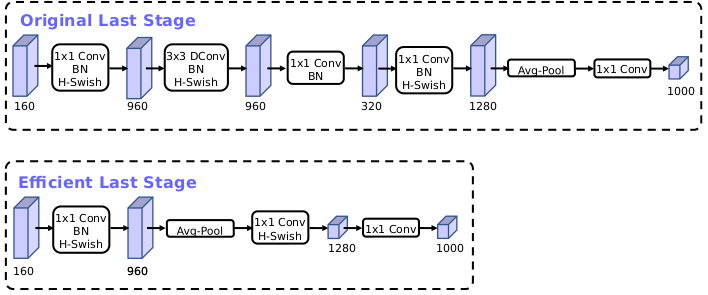 Original Last Stage
1x1 Conv
BN
H-Swish
3x3 DConv
BN
H-Swish
1x1 Conv
BN
1x1 Conv
BN
H-Swish
Avg-Pool
1x1 Conv
160
960
960
320
1280
1000
Efficient Last Stage
1x1 Conv
BN
H-Swish
Avg-Pool
1x1 Conv
H-Swish
1x1 Conv
160
960
1280
1000